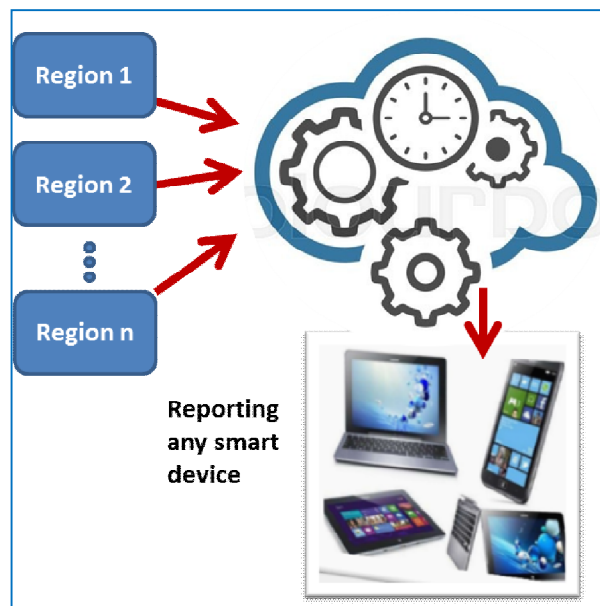 Region 1
Region 2
Region n
Reporting
any smart
device